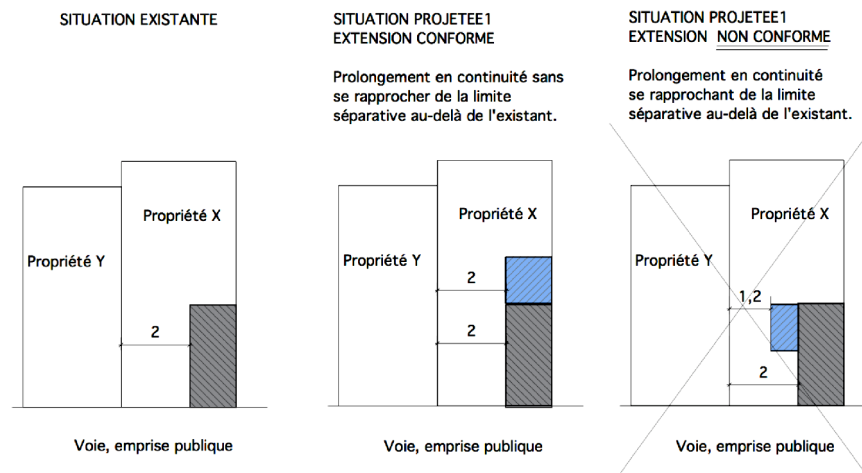 SITUATION EXISTANTE
Propriété X
Propriété Y
2
Voie, emprise publique
SITUATION PROJETEE1
EXTENSION CONFORME
Prolongement en continuité sans
se rapprocher de la limite
séparative au-delà de l'existant.
Propriété X
Propriété Y
2
2
Voie, emprise publique
SITUATION PROJETEE1
EXTENSION NON CONFORME
Prolongement en continuité
se rapprochant de la limite
séparative au-delà de l'existant.
Propriété X
Propriété Y
1,2
2
Voie, emprise publique